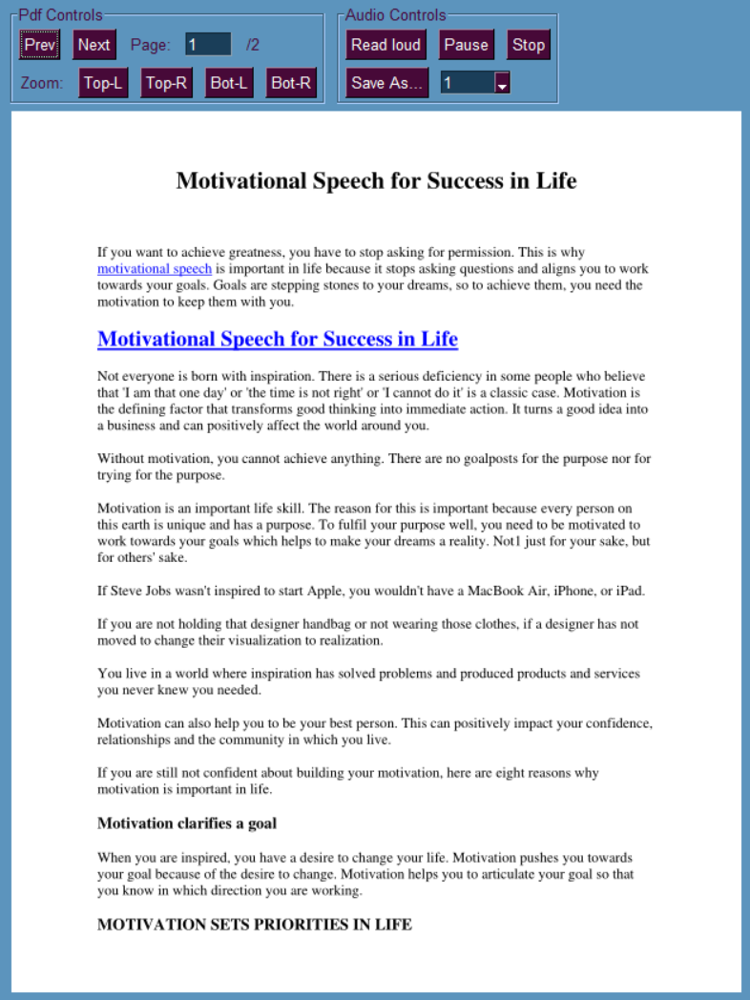 Pdf Controls
Prev Next Page: 1 /2
Zoom: Top-L Top-R Bot-L Bot-R
Audio Controls
Read loud Pause Stop
Save As... 1
Motivational Speech for Success in Life
If you want to achieve greatness, you have to stop asking for permission. This is why
motivational speech is important in life because it stops asking questions and aligns you to work
towards your goals. Goals are stepping stones to your dreams, so to achieve them, you need the
motivation to keep them with you.
Motivational Speech for Success in Life
Not everyone is born with inspiration. There is a serious deficiency in some people who believe
that 'I am that one day' or 'the time is not right' or 'I cannot do it' is a classic case. Motivation is
the defining factor that transforms good thinking into immediate action. It turns a good idea into
a business and can positively affect the world around you.
Without motivation, you cannot achieve anything. There are no goalposts for the purpose nor for
trying for the purpose.
Motivation is an important life skill. The reason for this is important because every person on
this earth is unique and has a purpose. To fulfil your purpose well, you need to be motivated to
work towards your goals which helps to make your dreams a reality. Not1 just for your sake, but
for others' sake.
If Steve Jobs wasn't inspired to start Apple, you wouldn't have a MacBook Air, iPhone, or iPad.
If you are not holding that designer handbag or not wearing those clothes, if a designer has not
moved to change their visualization to realization.
You live in a world where inspiration has solved problems and produced products and services
you never knew you needed.
Motivation can also help you to be your best person. This can positively impact your confidence,
relationships and the community in which you live.
If you are still not confident about building your motivation, here are eight reasons why
motivation is important in life.
Motivation clarifies a goal
When you are inspired, you have a desire to change your life. Motivation pushes you towards
your goal because of the desire to change. Motivation helps you to articulate your goal so that
you know in which direction you are working.
MOTIVATION SETS PRIORITIES IN LIFE